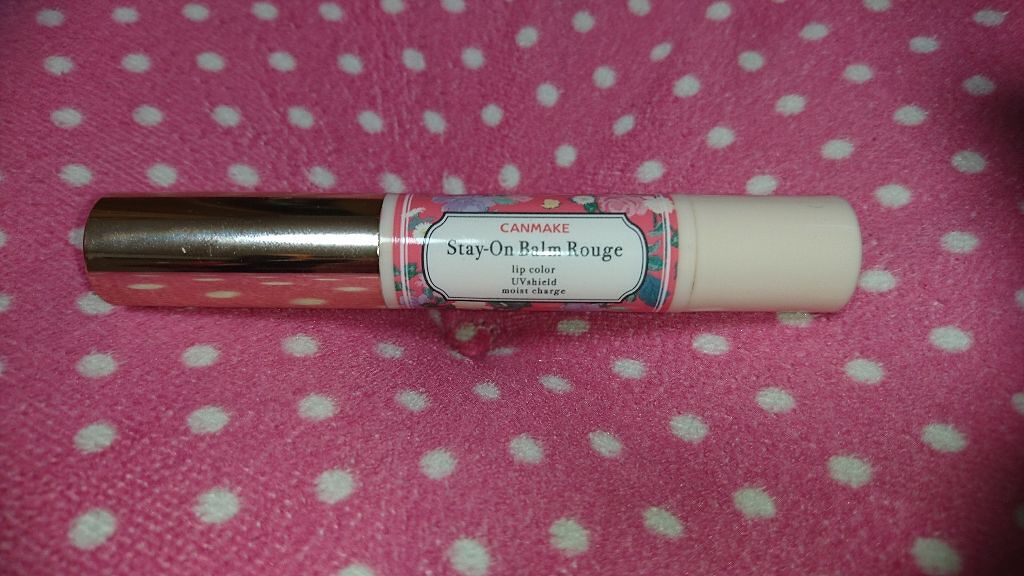 CANMAKE
Stay-On Balm Rouge
lip color
UVshield
moist charge